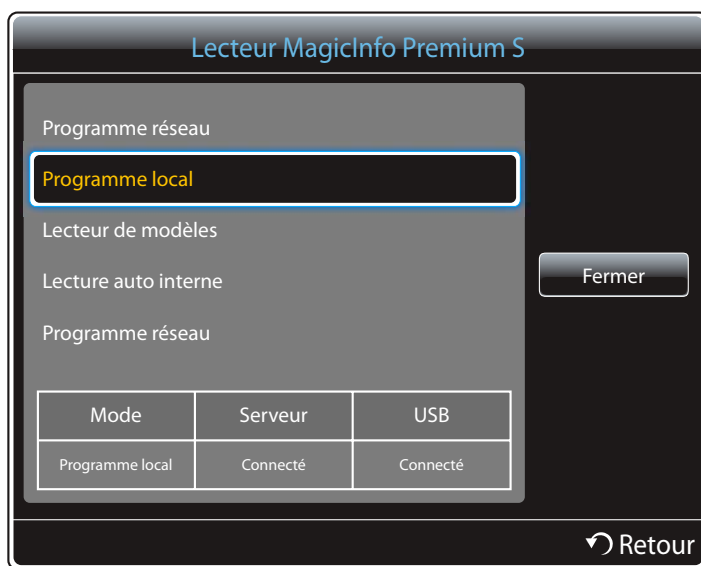 Lecteur MagicInfo Premium S
Programme réseau
Programme local
Lecteur de modèles
Lecture auto interne
Programme réseau
Fermer
Mode Serveur USB
Programme local Connecté Connecté
Retour